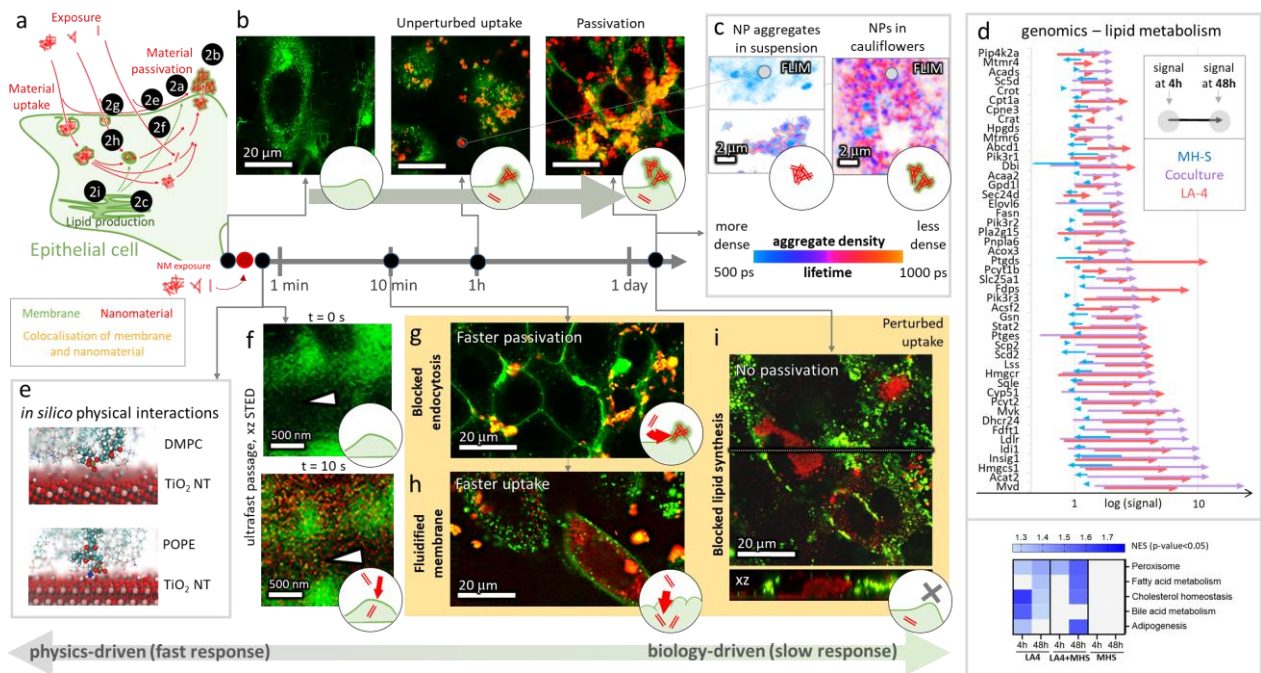 a
Exposure
Material
passivation
2b
2a
Material
uptake
2g
2e
2f
2h
2i
2c
Lipid production
Epithelial cell
NM exposure
Membrane
Nanomaterial
Colocalisation of membrane
and nanomaterial
b
Unperturbed uptake
Passivation
20 µm
c
NP aggregates
in suspension
NPs in
cauliflowers
FLIM
FLIM
2 µm
2 µm
more
dense
less
dense
aggregate density
500 ps
lifetime
1000 ps
1 min
10 min
1h
1 day
d
genomics – lipid metabolism
signal
at 4h
signal
at 48h
MH-S
Coculture
LA-4
Pip4k2a
Mtmr4
Acads
Sc5d
Crot
Cpt1a
Cpne3
Crat
Hpgds
Mtmr6
Abcd1
Pik3r1
Dbi
Acaa2
Gpd1l
Sec24d
Elovl6
Fasn
Pik3r2
Pla2g15
Pnpla6
Acox3
Ptgds
Pcyt1b
Slc25a1
Fdps
Pik3r3
Acsf2
Gsn
Stat2
Ptges
Scp2
Scd2
Lss
Hmgcr
Sqle
Cyp51
Pcyt2
Mvk
Dhcr24
Fdft1
Ldlr
Idi1
Insig1
Hmgcs1
Acat2
Mvd
1
log (signal)
10
1.3 1.4 1.5 1.6 1.7
NES (p-value<0.05)
Peroxisome
Fatty acid metabolism
Cholesterol homeostasis
Bile acid metabolism
Adipogenesis
4h 48h 4h 48h 4h 48h
LA4 LA4+MHS MHS
e
in silico physical interactions
DMPC
TiO2 NT
POPE
TiO2 NT
f
t = 0 s
500 nm
t = 10 s
500 nm
ultrafast passage, xz STED
g
Faster passivation
Blocked
endocytosis
20 µm
h
Faster uptake
Fluidified
membrane
20 µm
Perturbed
uptake
i
No passivation
Blocked lipid synthesis
20 µm
xz
physics-driven (fast response)
biology-driven (slow response)